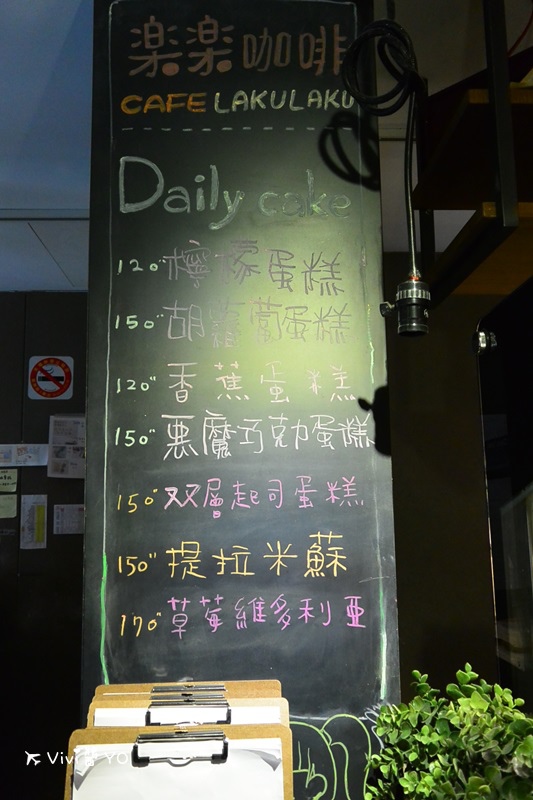 楽楽咖啡
CAFE LAKULAKU
Daily cake
120" 檸檬蛋糕
150" 胡蘿蔔蛋糕
120" 香蕉蛋糕
150" 惡魔巧克力蛋糕
150" 双層起司蛋糕
150" 提拉米蘇
170" 草莓維多利亞